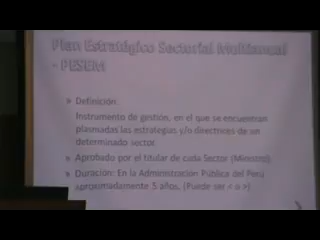 Plan Estratégico Sectorial Multianual
- PESEM
» Definición:
Instrumento de gestión, en el que se encuentran
plasmadas las estrategias y/o directrices de un
determinado sector
» Aprobado por el titular de cada Sector (Ministro)
» Duración: En la Administración Pública del Perú
aproximadamente 5 años. (Puede ser < o >)